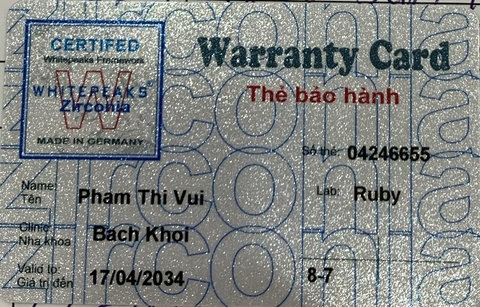 CERTIFED
Whitepeaks Framework
WHITEPEAKS
Zirconia
MADE IN GERMANY
Warranty Card
Thẻ bảo hành
Số thẻ: 04246655
Name:
Tên
Pham Thi Vui
Lab: Ruby
Clinic:
Nha khoa
Bach Khoi
Valid to:
Giá trị đến
17/04/2034
8-7